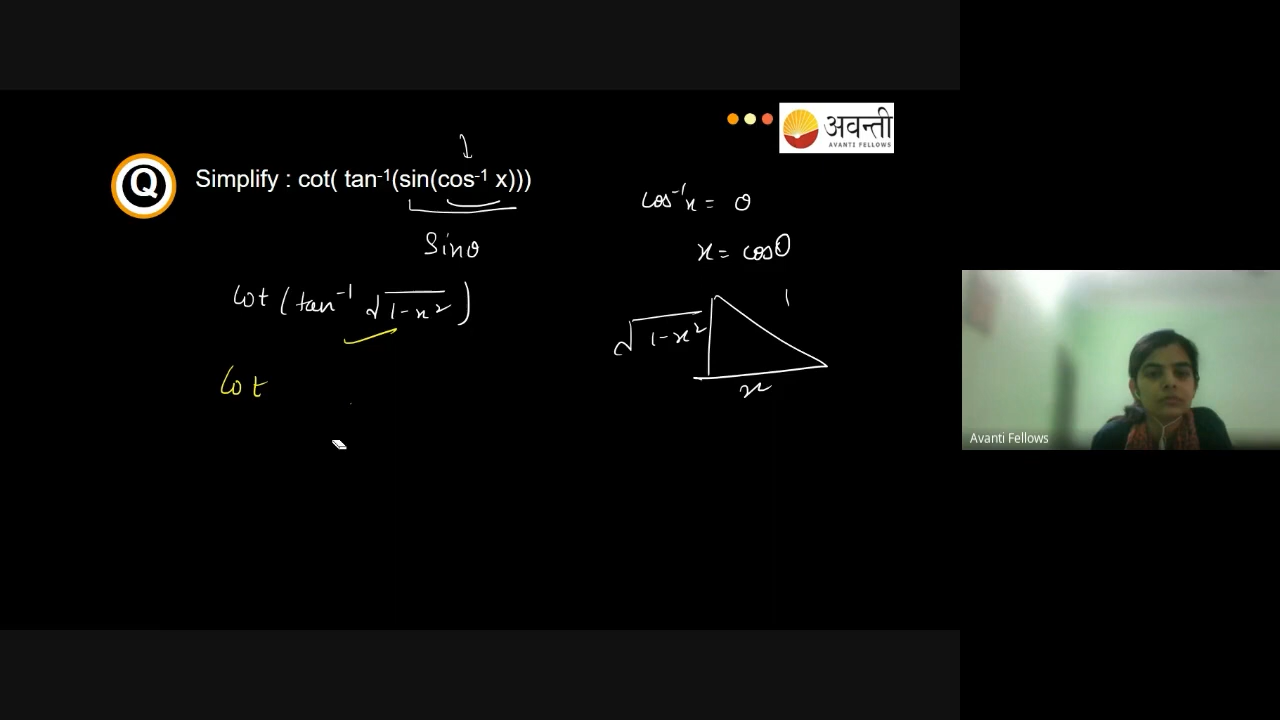 अवन्ती
AVANTI FELLOWS
Q
Simplify : cot( tan⁻¹(sin(cos⁻¹ x)))
cos⁻¹x = θ
Sinθ
x = cosθ
Cot (tan⁻¹ √1-x²)
1
√1-x²
x
Cot
Avanti Fellows